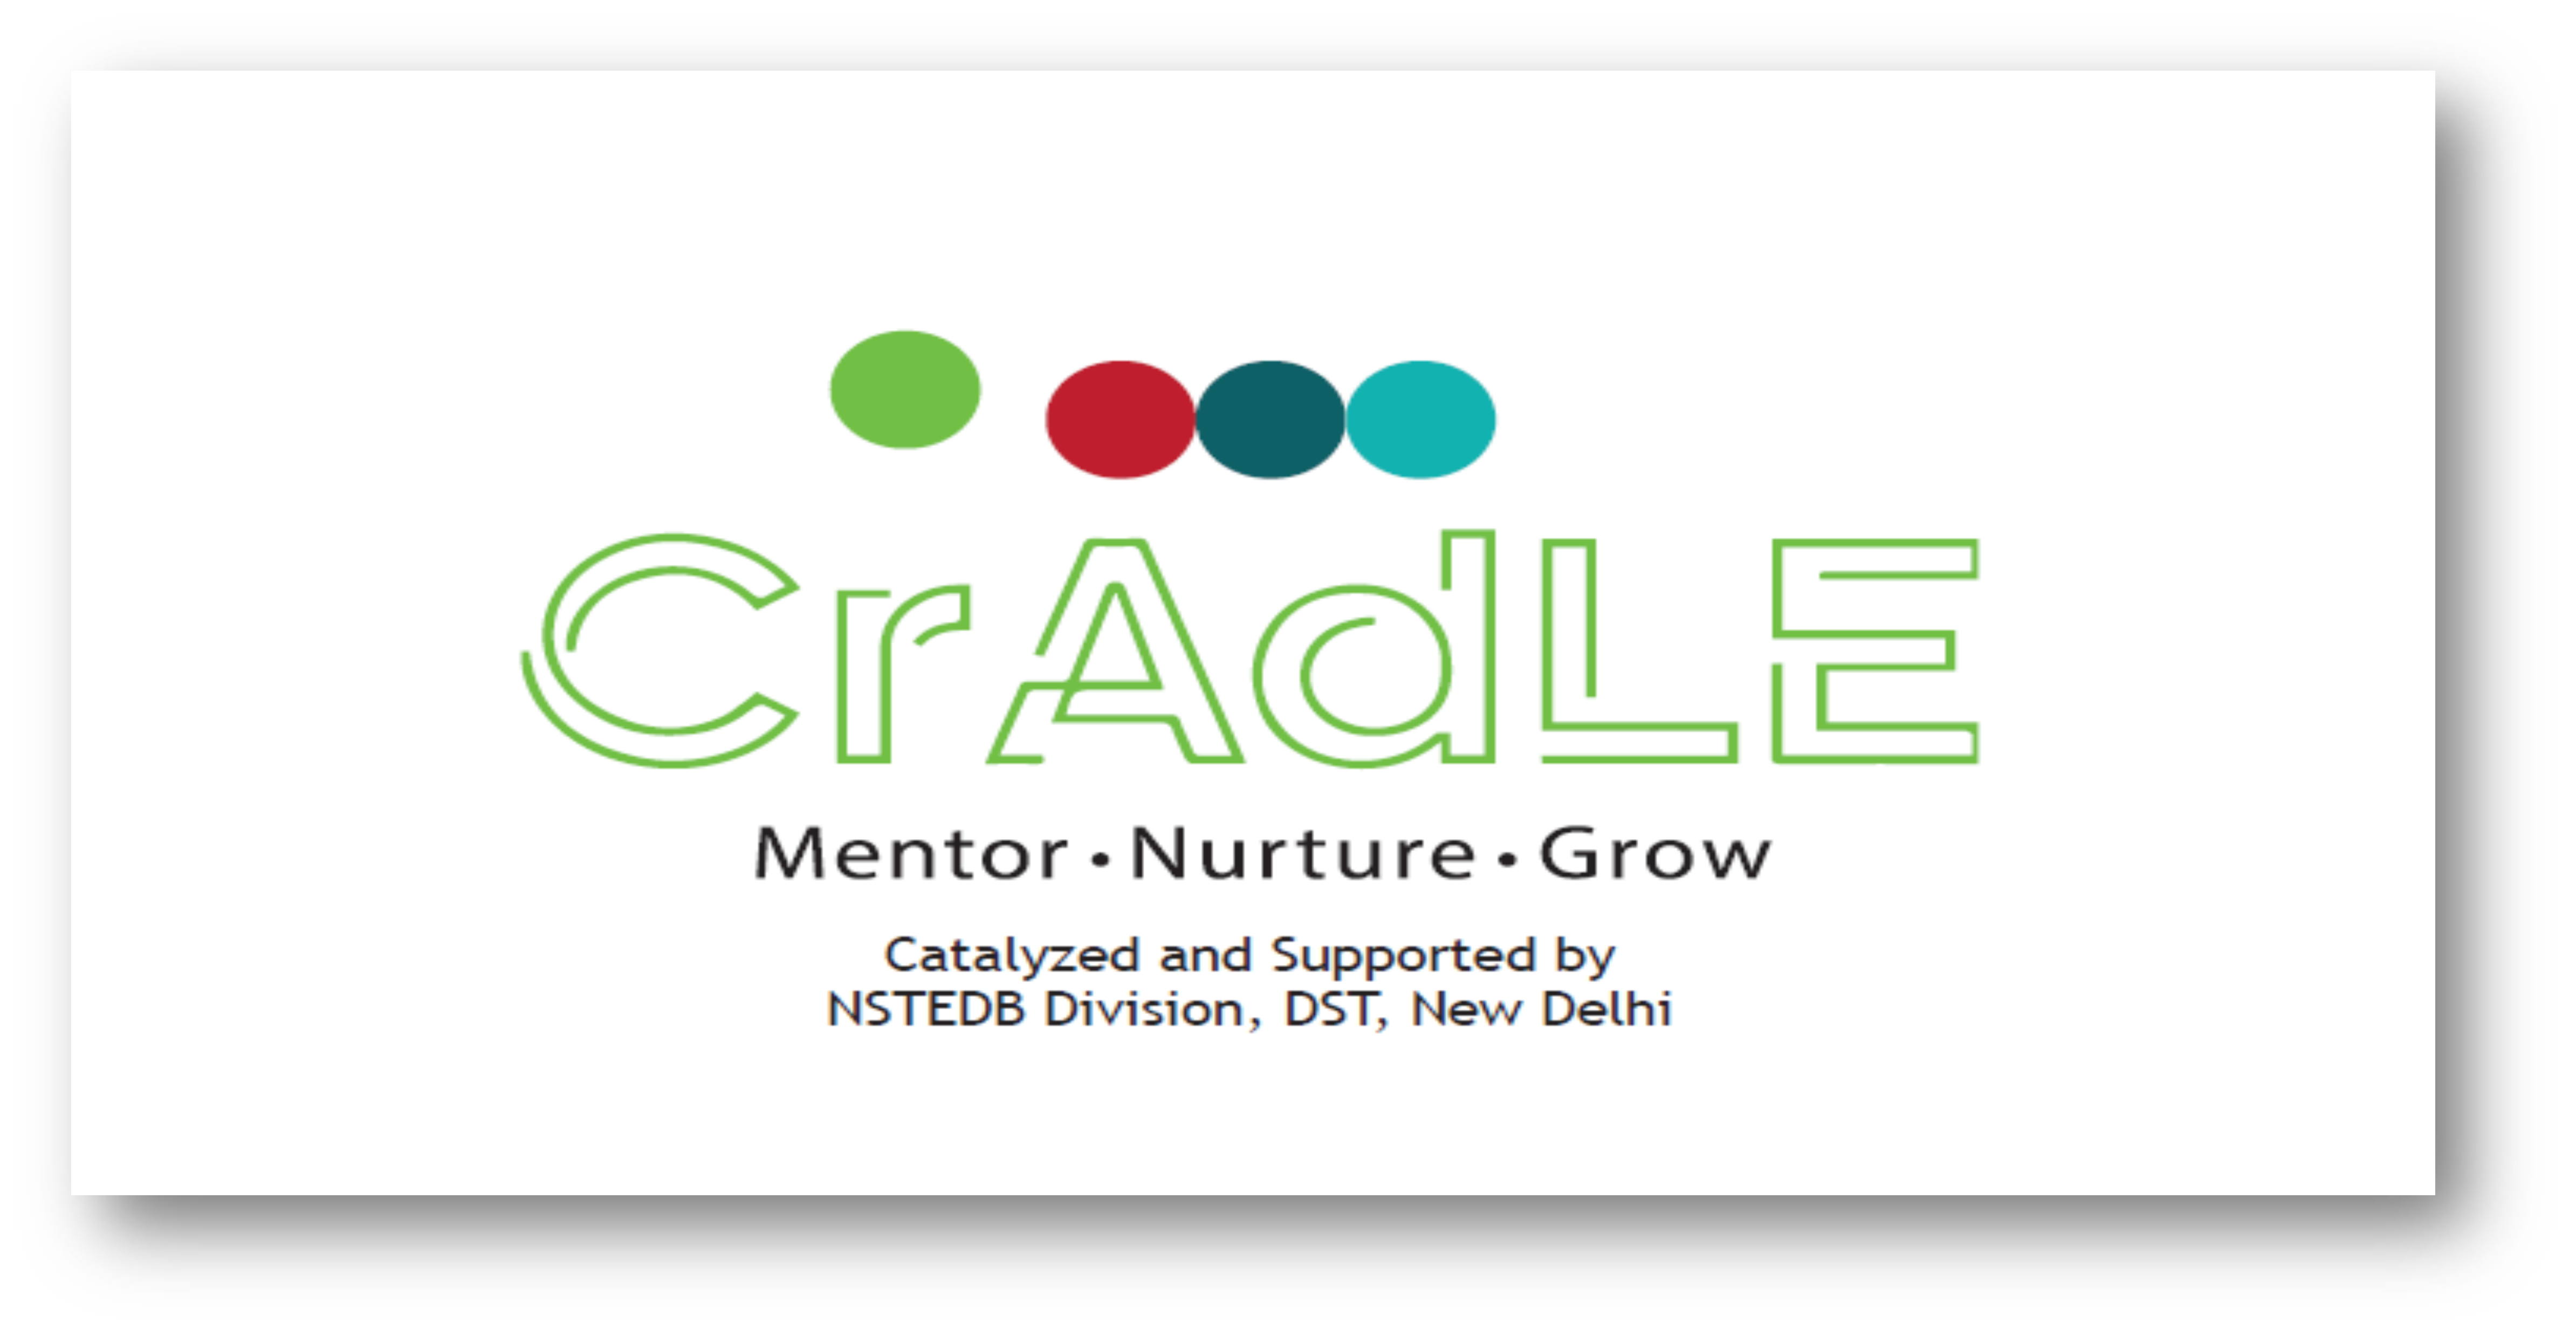 CrAdLE
Mentor • Nurture • Grow
Catalyzed and Supported by
NSTEDB Division, DST, New Delhi